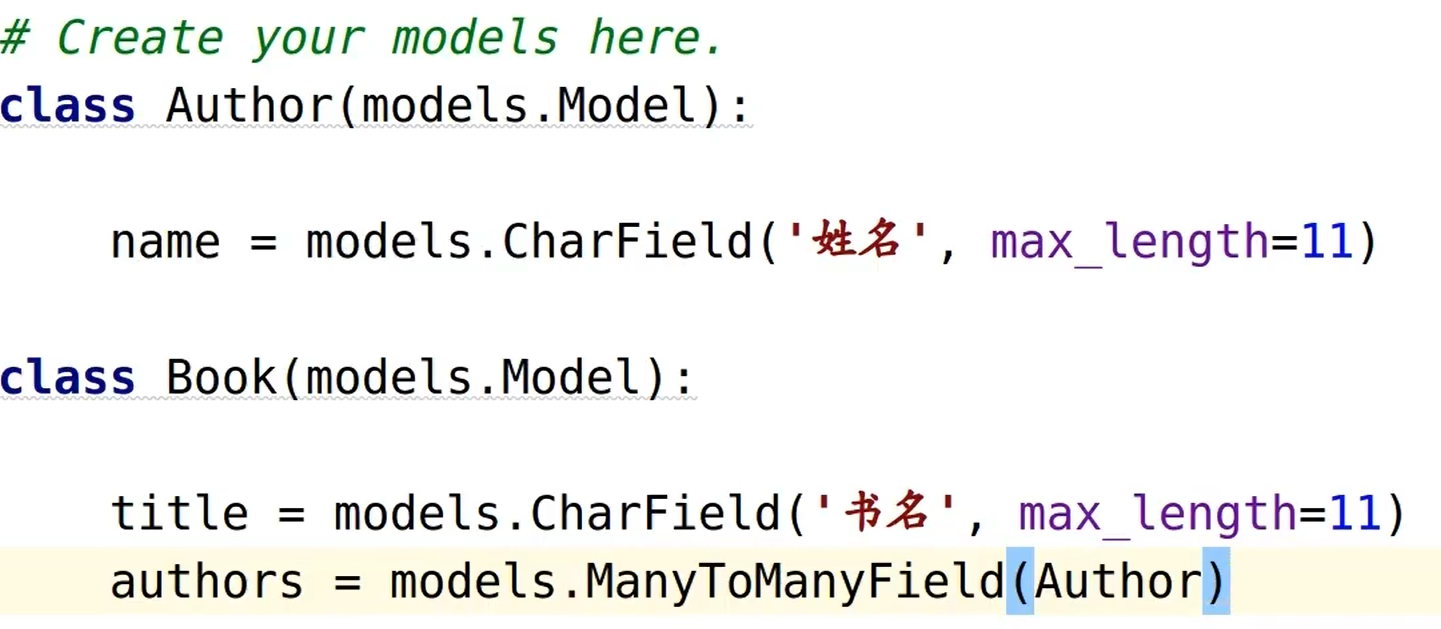 # Create your models here.
class Author(models.Model):
name = models.CharField('姓名', max_length=11)
class Book(models.Model):
title = models.CharField('书名', max_length=11)
authors = models.ManyToManyField(Author)